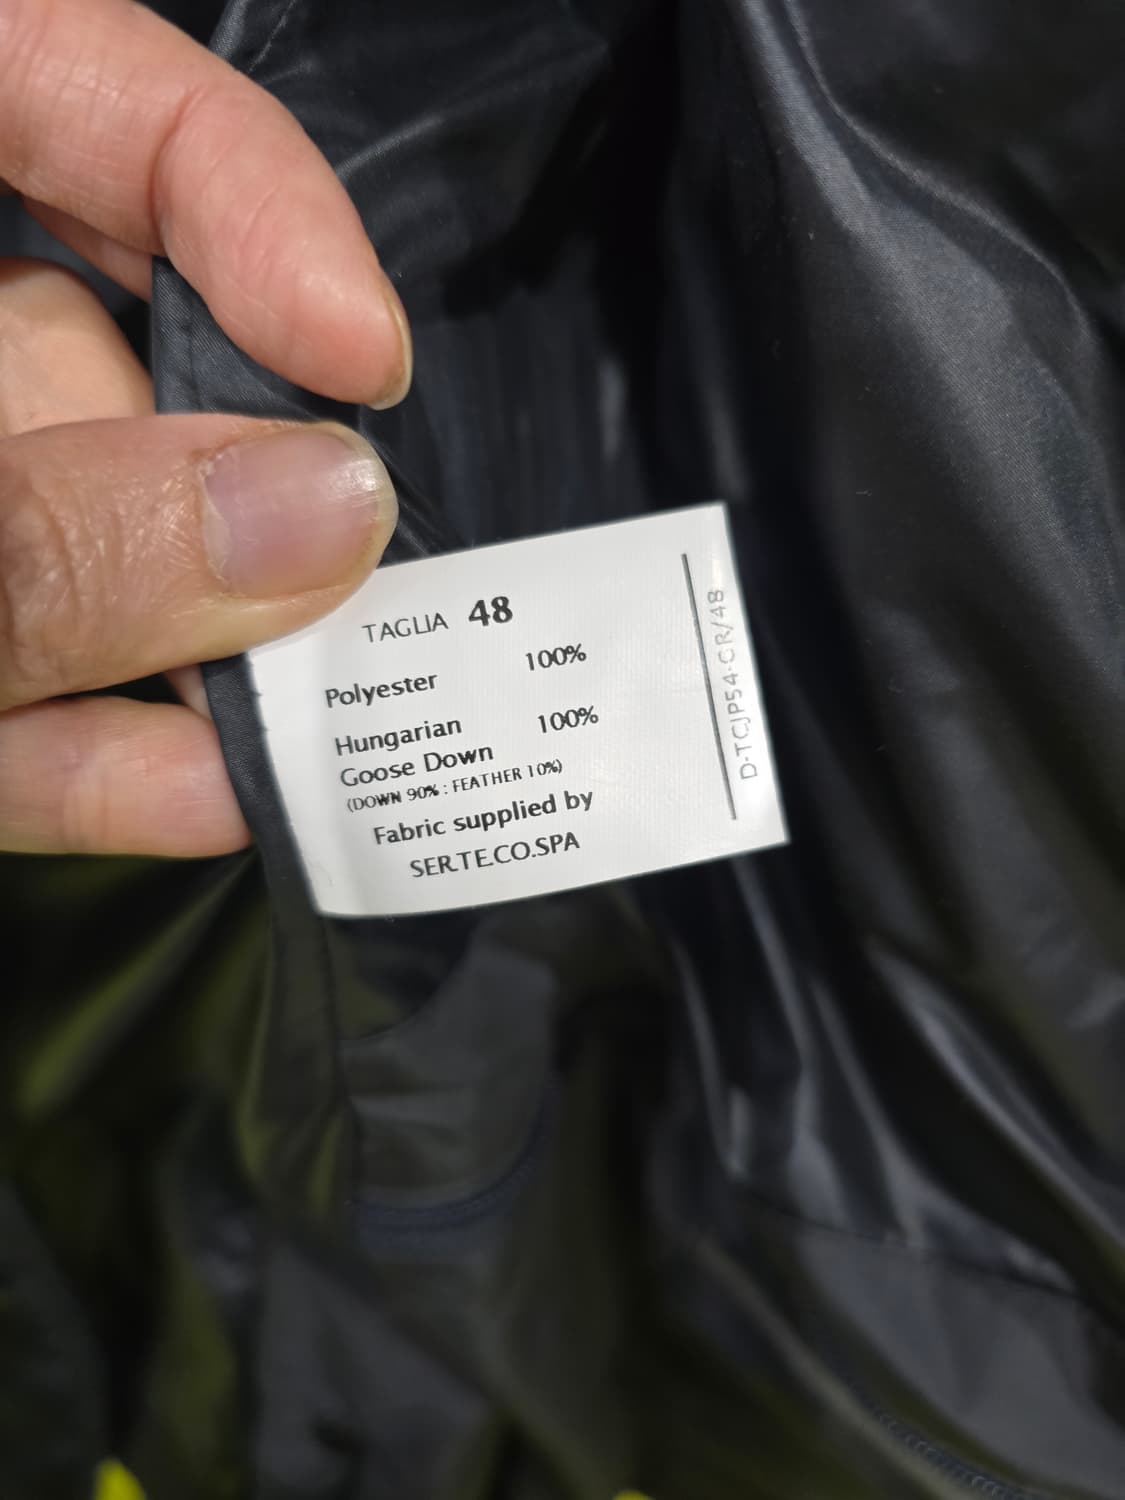 TAGLIA 48
Polyester 100%
Hungarian 100%
Goose Down
(DOWN 90% : FEATHER 10%)
Fabric supplied by
SER.TE.CO.SPA
D-TCJP54-CR/48